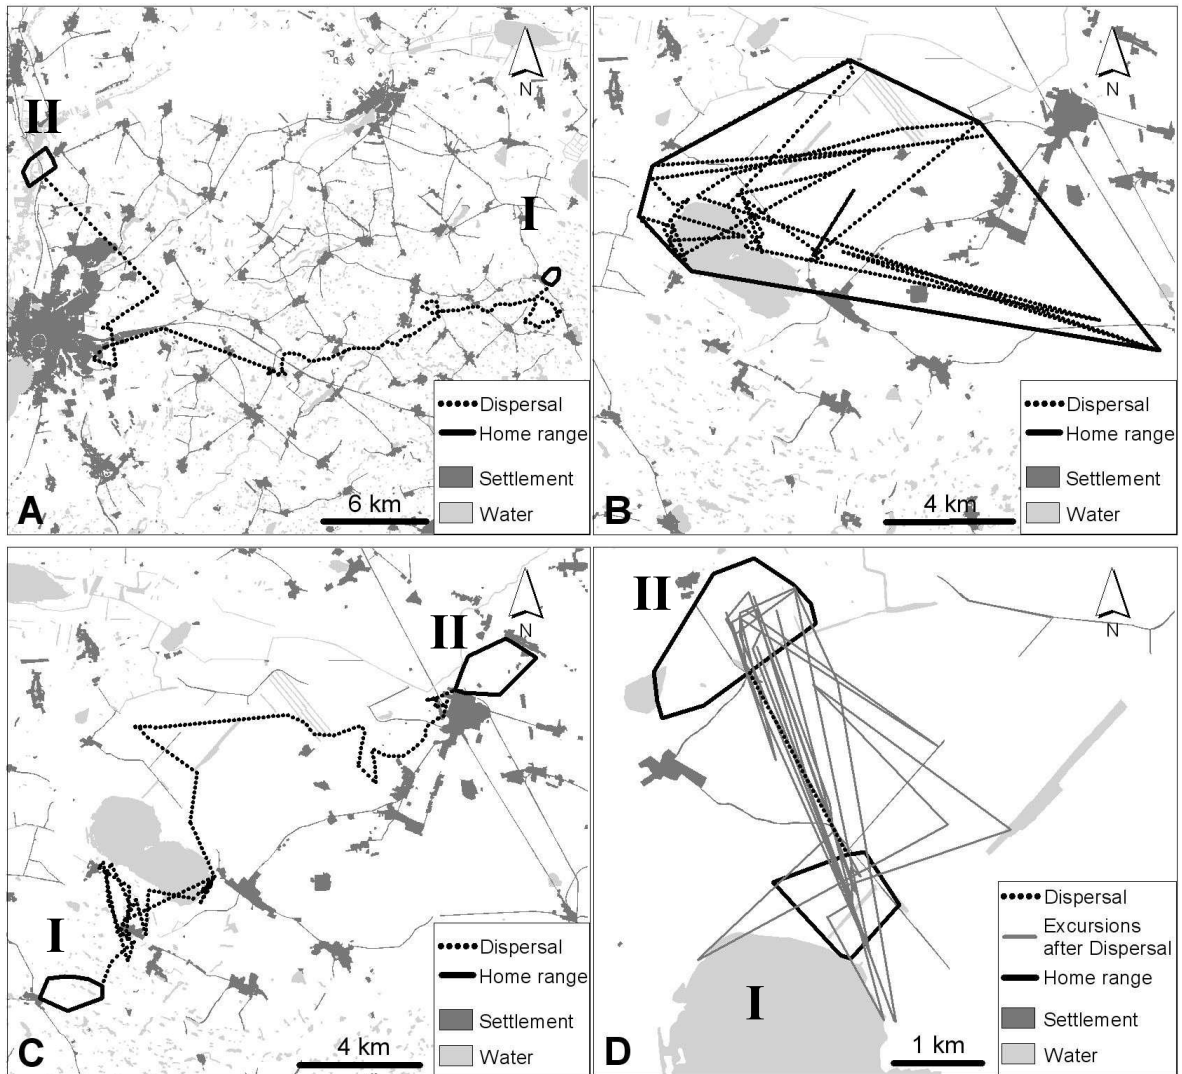 II
N
I
Dispersal
Home range
Settlement
Water
6 km
A
N
Dispersal
Home range
Settlement
Water
4 km
B
II
N
I
Dispersal
Home range
Settlement
Water
4 km
C
II
N
I
Dispersal
Excursions
after Dispersal
Home range
Settlement
Water
1 km
D